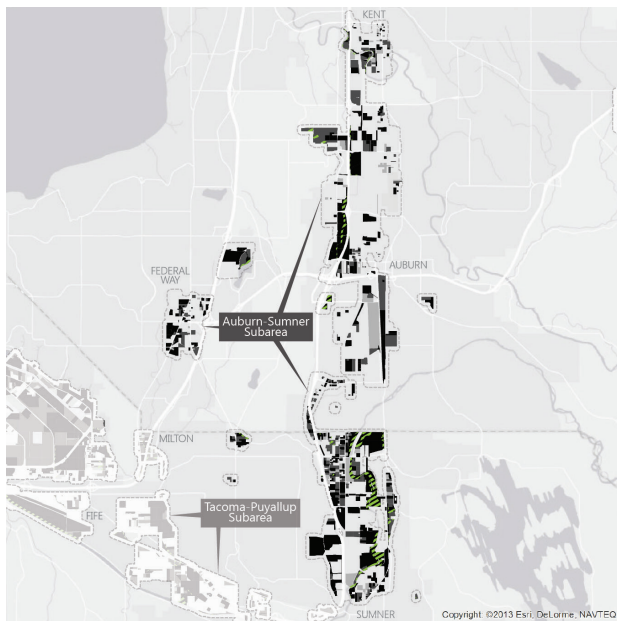 KENT
AUBURN
FEDERAL
WAY
Auburn-Sumner
Subarea
MILTON
FIFE
Tacoma-Puyallup
Subarea
SUMNER
Copyright: ©2013 Esri, DeLorme, NAVTEQ